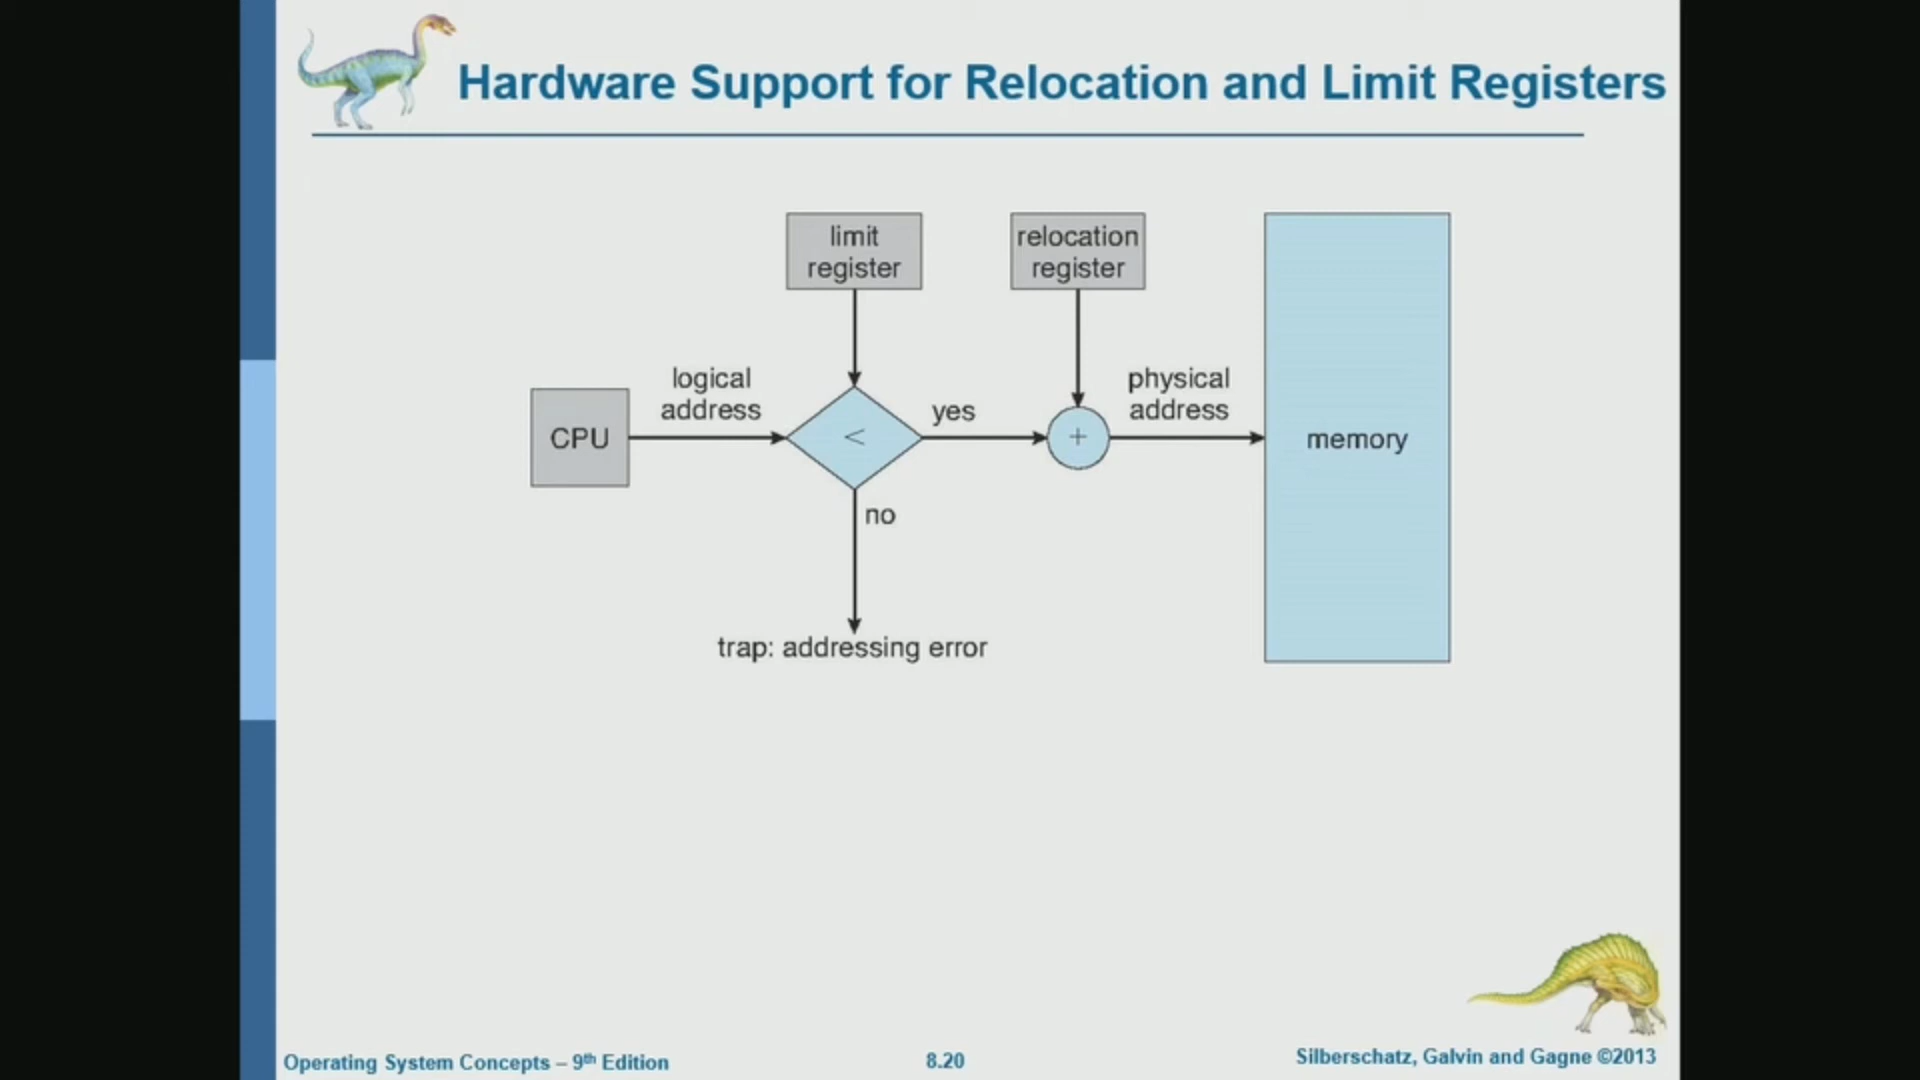 Hardware Support for Relocation and Limit Registers
limit
register
relocation
register
logical
address
physical
address
yes
CPU
<
+
memory
no
trap: addressing error
Operating System Concepts – 9th Edition
8.20
Silberschatz, Galvin and Gagne ©2013